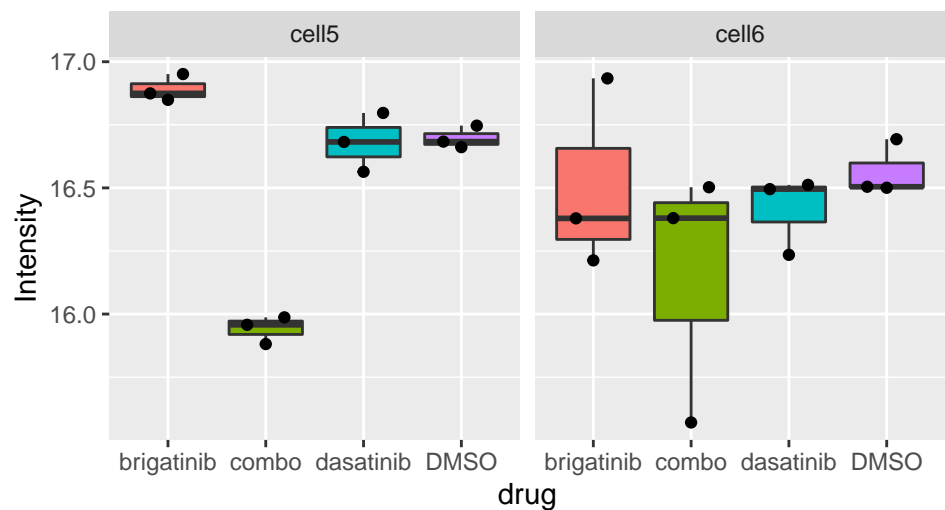 cell5 cell6
17.0
16.5
16.0
Intensity
brigatinib combo dasatinib DMSO brigatinib combo dasatinib DMSO
drug